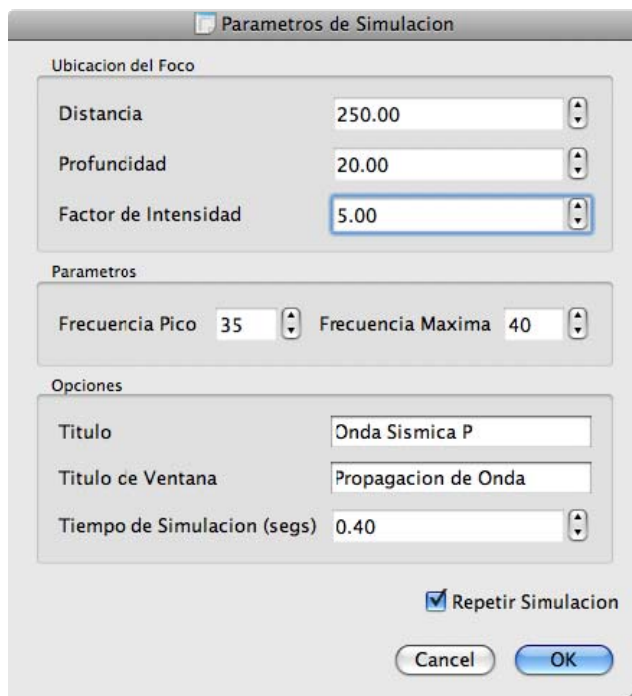 Parametros de Simulacion
Ubicacion del Foco
Distancia 250.00
Profuncidad 20.00
Factor de Intensidad 5.00
Parametros
Frecuencia Pico 35 Frecuencia Maxima 40
Opciones
Titulo Onda Sismica P
Titulo de Ventana Propagacion de Onda
Tiempo de Simulacion (segs) 0.40
Repetir Simulacion
Cancel OK